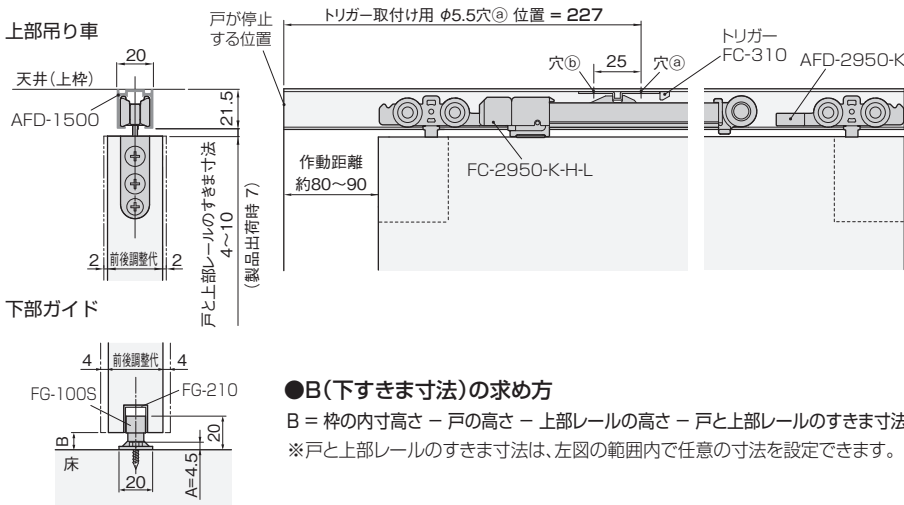 上部吊り車
20
天井(上枠)
AFD-1500
21.5
戸と上部レールのすきま寸法
4〜10
(製品出荷時 7)
2
前後調整代
2
戸が停止
する位置
トリガー取付け用 φ5.5穴ⓐ 位置 = 227
穴ⓑ
25
穴ⓐ
トリガー
FC-310
AFD-2950-K
作動距離
約80〜90
FC-2950-K-H-L
下部ガイド
4
前後調整代
4
FG-100S
FG-210
B
20
床
20
A=4.5
●B(下すきま寸法)の求め方
B = 枠の内寸高さ − 戸の高さ − 上部レールの高さ − 戸と上部レールのすきま寸法
※戸と上部レールのすきま寸法は、左図の範囲内で任意の寸法を設定できます。